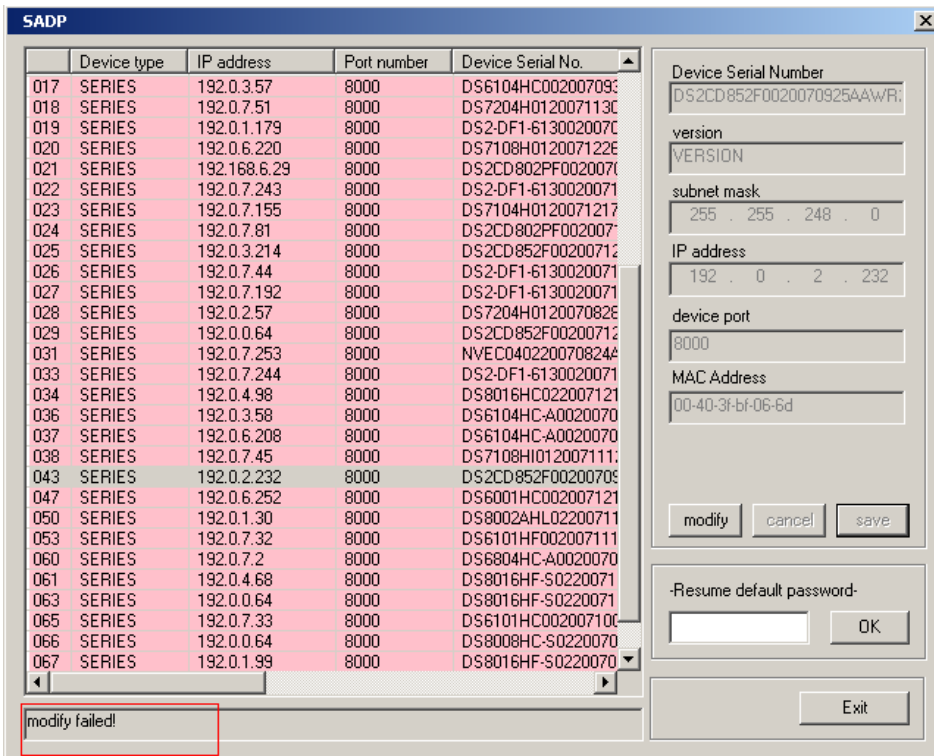 SADP
Device type IP address Port number Device Serial No.
017 SERIES 192.0.3.57 8000 DS6104HC002007093
018 SERIES 192.0.7.51 8000 DS7204H0120071130
019 SERIES 192.0.1.179 8000 DS2-DF1-6130020070
020 SERIES 192.0.6.220 8000 DS7108H0120071226
021 SERIES 192.168.6.29 8000 DS2CD802PF0020070
022 SERIES 192.0.7.243 8000 DS2-DF1-6130020071
023 SERIES 192.0.7.155 8000 DS7104H0120071217
024 SERIES 192.0.7.81 8000 DS2CD802PF002007
025 SERIES 192.0.3.214 8000 DS2CD852F00200712
026 SERIES 192.0.7.44 8000 DS2-DF1-6130020071
027 SERIES 192.0.7.192 8000 DS2-DF1-6130020071
028 SERIES 192.0.2.57 8000 DS7204H0120070828
029 SERIES 192.0.0.64 8000 DS2CD852F00200712
031 SERIES 192.0.7.253 8000 NVEC040220070824A
033 SERIES 192.0.7.244 8000 DS2-DF1-6130020071
034 SERIES 192.0.4.98 8000 DS8016HC022007121
036 SERIES 192.0.3.58 8000 DS6104HC-A0020070
037 SERIES 192.0.6.208 8000 DS6104HC-A0020070
038 SERIES 192.0.7.45 8000 DS7108HI012007111
043 SERIES 192.0.2.232 8000 DS2CD852F00200709
047 SERIES 192.0.6.252 8000 DS6001HC002007121
050 SERIES 192.0.1.30 8000 DS8002AHL02200711
053 SERIES 192.0.7.32 8000 DS6101HF002007111
060 SERIES 192.0.7.2 8000 DS6804HC-A0020070
061 SERIES 192.0.4.68 8000 DS8016HF-S0220071
063 SERIES 192.0.0.64 8000 DS8016HF-S0220071
065 SERIES 192.0.7.33 8000 DS6101HC002007100
066 SERIES 192.0.0.64 8000 DS8008HC-S0220070
067 SERIES 192.0.1.99 8000 DS8016HF-S0220070
modify failed!
Device Serial Number
DS2CD852F0020070925AAWR
version
VERSION
subnet mask
255 . 255 . 248 . 0
IP address
192 . 0 . 2 . 232
device port
8000
MAC Address
00-40-3f-bf-06-6d
modify cancel save
-Resume default password-
OK
Exit